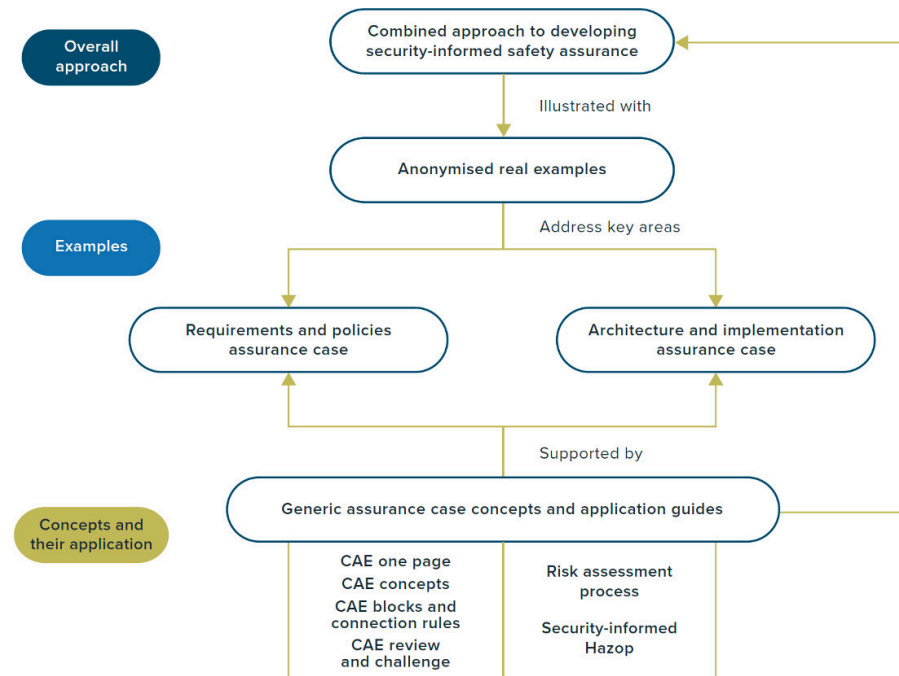 Overall
approach
Combined approach to developing
security-informed safety assurance
Illustrated with
Anonymised real examples
Address key areas
Examples
Requirements and policies
assurance case
Architecture and implementation
assurance case
Supported by
Generic assurance case concepts and application guides
Concepts and
their application
CAE one page
CAE concepts
CAE blocks and
connection rules
CAE review
and challenge
Risk assessment
process
Security-informed
Hazop